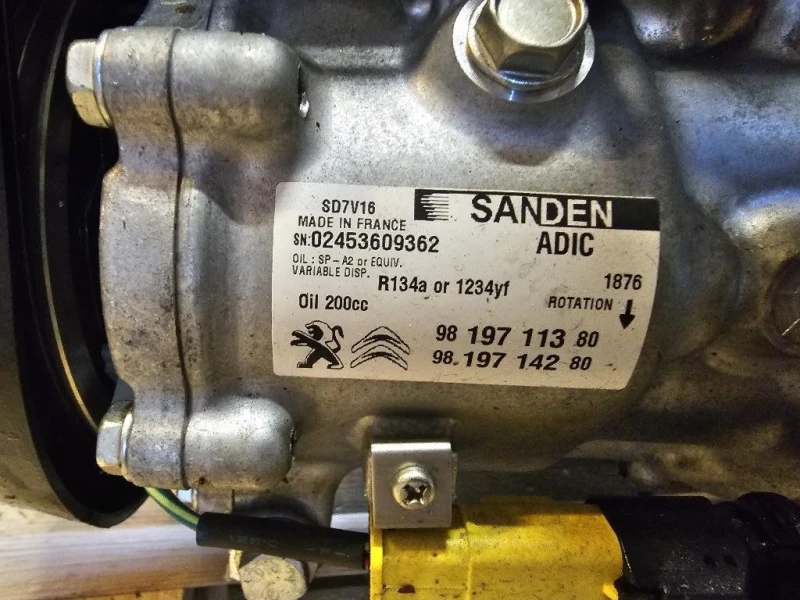 SD7V16
SANDEN
MADE IN FRANCE
SN:02453609362
ADIC
OIL : SP-A2 or EQUIV.
VARIABLE DISP.
R134a or 1234yf
1876
Oil 200cc
ROTATION
98 197 113 80
98.197 142 80